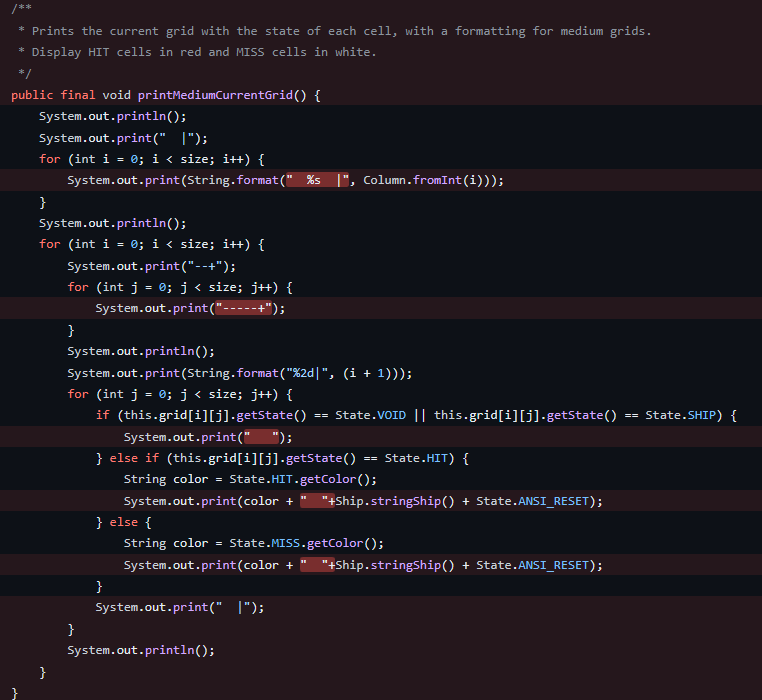 /**
 * Prints the current grid with the state of each cell, with a formatting for medium grids.
 * Display HIT cells in red and MISS cells in white.
 */
public final void printMediumCurrentGrid() {
    System.out.println();
    System.out.print("  |");
    for (int i = 0; i < size; i++) {
        System.out.print(String.format("  %s  |", Column.fromInt(i)));
    }
    System.out.println();
    for (int i = 0; i < size; i++) {
        System.out.print("--+");
        for (int j = 0; j < size; j++) {
            System.out.print("-----+");
        }
        System.out.println();
        System.out.print(String.format("%2d|", (i + 1)));
        for (int j = 0; j < size; j++) {
            if (this.grid[i][j].getState() == State.VOID || this.grid[i][j].getState() == State.SHIP) {
                System.out.print("   ");
            } else if (this.grid[i][j].getState() == State.HIT) {
                String color = State.HIT.getColor();
                System.out.print(color + "  "+Ship.stringShip() + State.ANSI_RESET);
            } else {
                String color = State.MISS.getColor();
                System.out.print(color + "  "+Ship.stringShip() + State.ANSI_RESET);
            }
            System.out.print("  |");
        }
        System.out.println();
    }
}